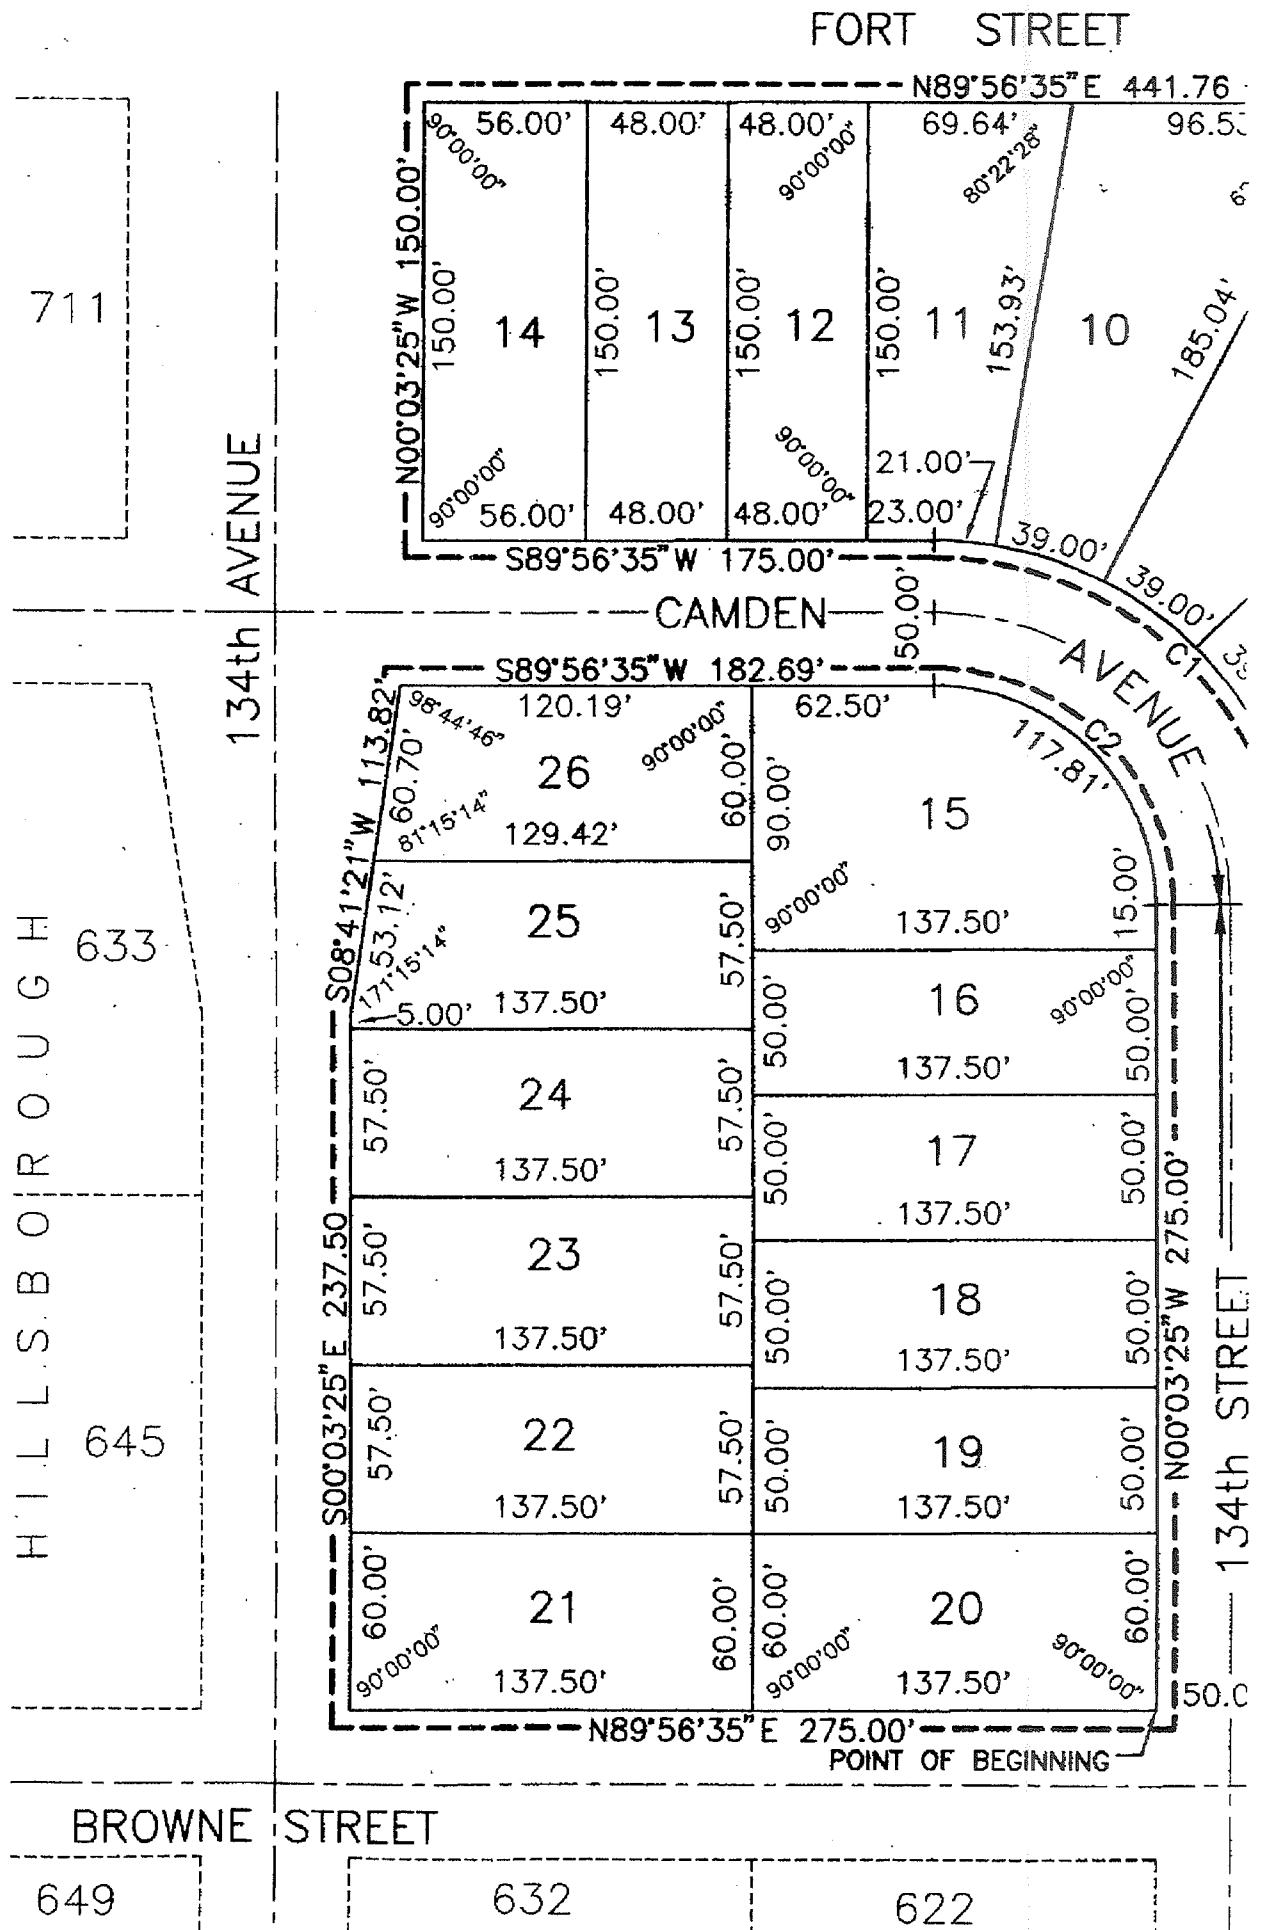 FORT STREET
N89°56'35"E 441.76
56.00' 48.00' 48.00' 69.64' 96.5
90°00'00" 90°00'00" 80°22'28"
N00°03'25"W 150.00'
150.00' 150.00' 150.00' 150.00' 153.93' 185.04'
711
14 13 12 11 10
90°00'00" 90°00'00"
21.00'
56.00' 48.00' 48.00' 23.00'
39.00'
39.00'
S89°56'35"W 175.00'
134th AVENUE
CAMDEN AVENUE
50.00'
C1
S89°56'35"W 182.69'
98°44'46" 120.19' 90°00'00" 62.50'
C2
117.81'
S08°41'21"W 113.82'
60.70' 26 60.00' 90.00' 15
81°15'14" 129.42'
90°00'00"
137.50' 15.00'
53.12' 25 57.50'
171°15'14"
5.00' 137.50'
HILLSBOROUGH
633
50.00' 16 90°00'00" 50.00'
137.50'
57.50' 24 57.50'
137.50'
50.00' 17 50.00'
137.50'
S00°03'25"E 237.50
57.50' 23 57.50'
137.50'
50.00' 18 50.00'
137.50'
N00°03'25"W 275.00'
134th STREET
645
57.50' 22 57.50'
137.50'
50.00' 19 50.00'
137.50'
60.00' 21 60.00'
90°00'00" 137.50'
60.00' 20 60.00'
90°00'00" 137.50' 90°00'00"
50.0
N89°56'35"E 275.00'
POINT OF BEGINNING
BROWNE STREET
649 632 622